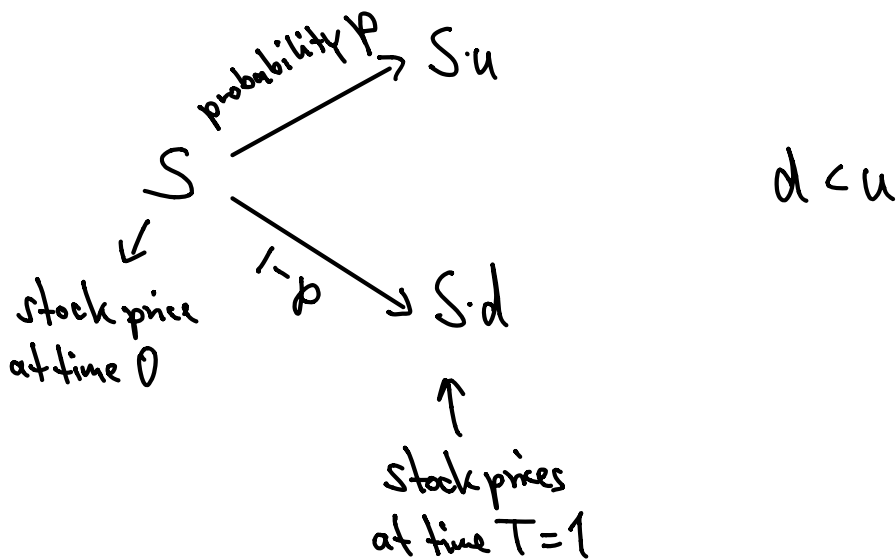 probability p
S·u
S
d < u
1-p
S·d
stock price
at time 0
stock prices
at time T=1